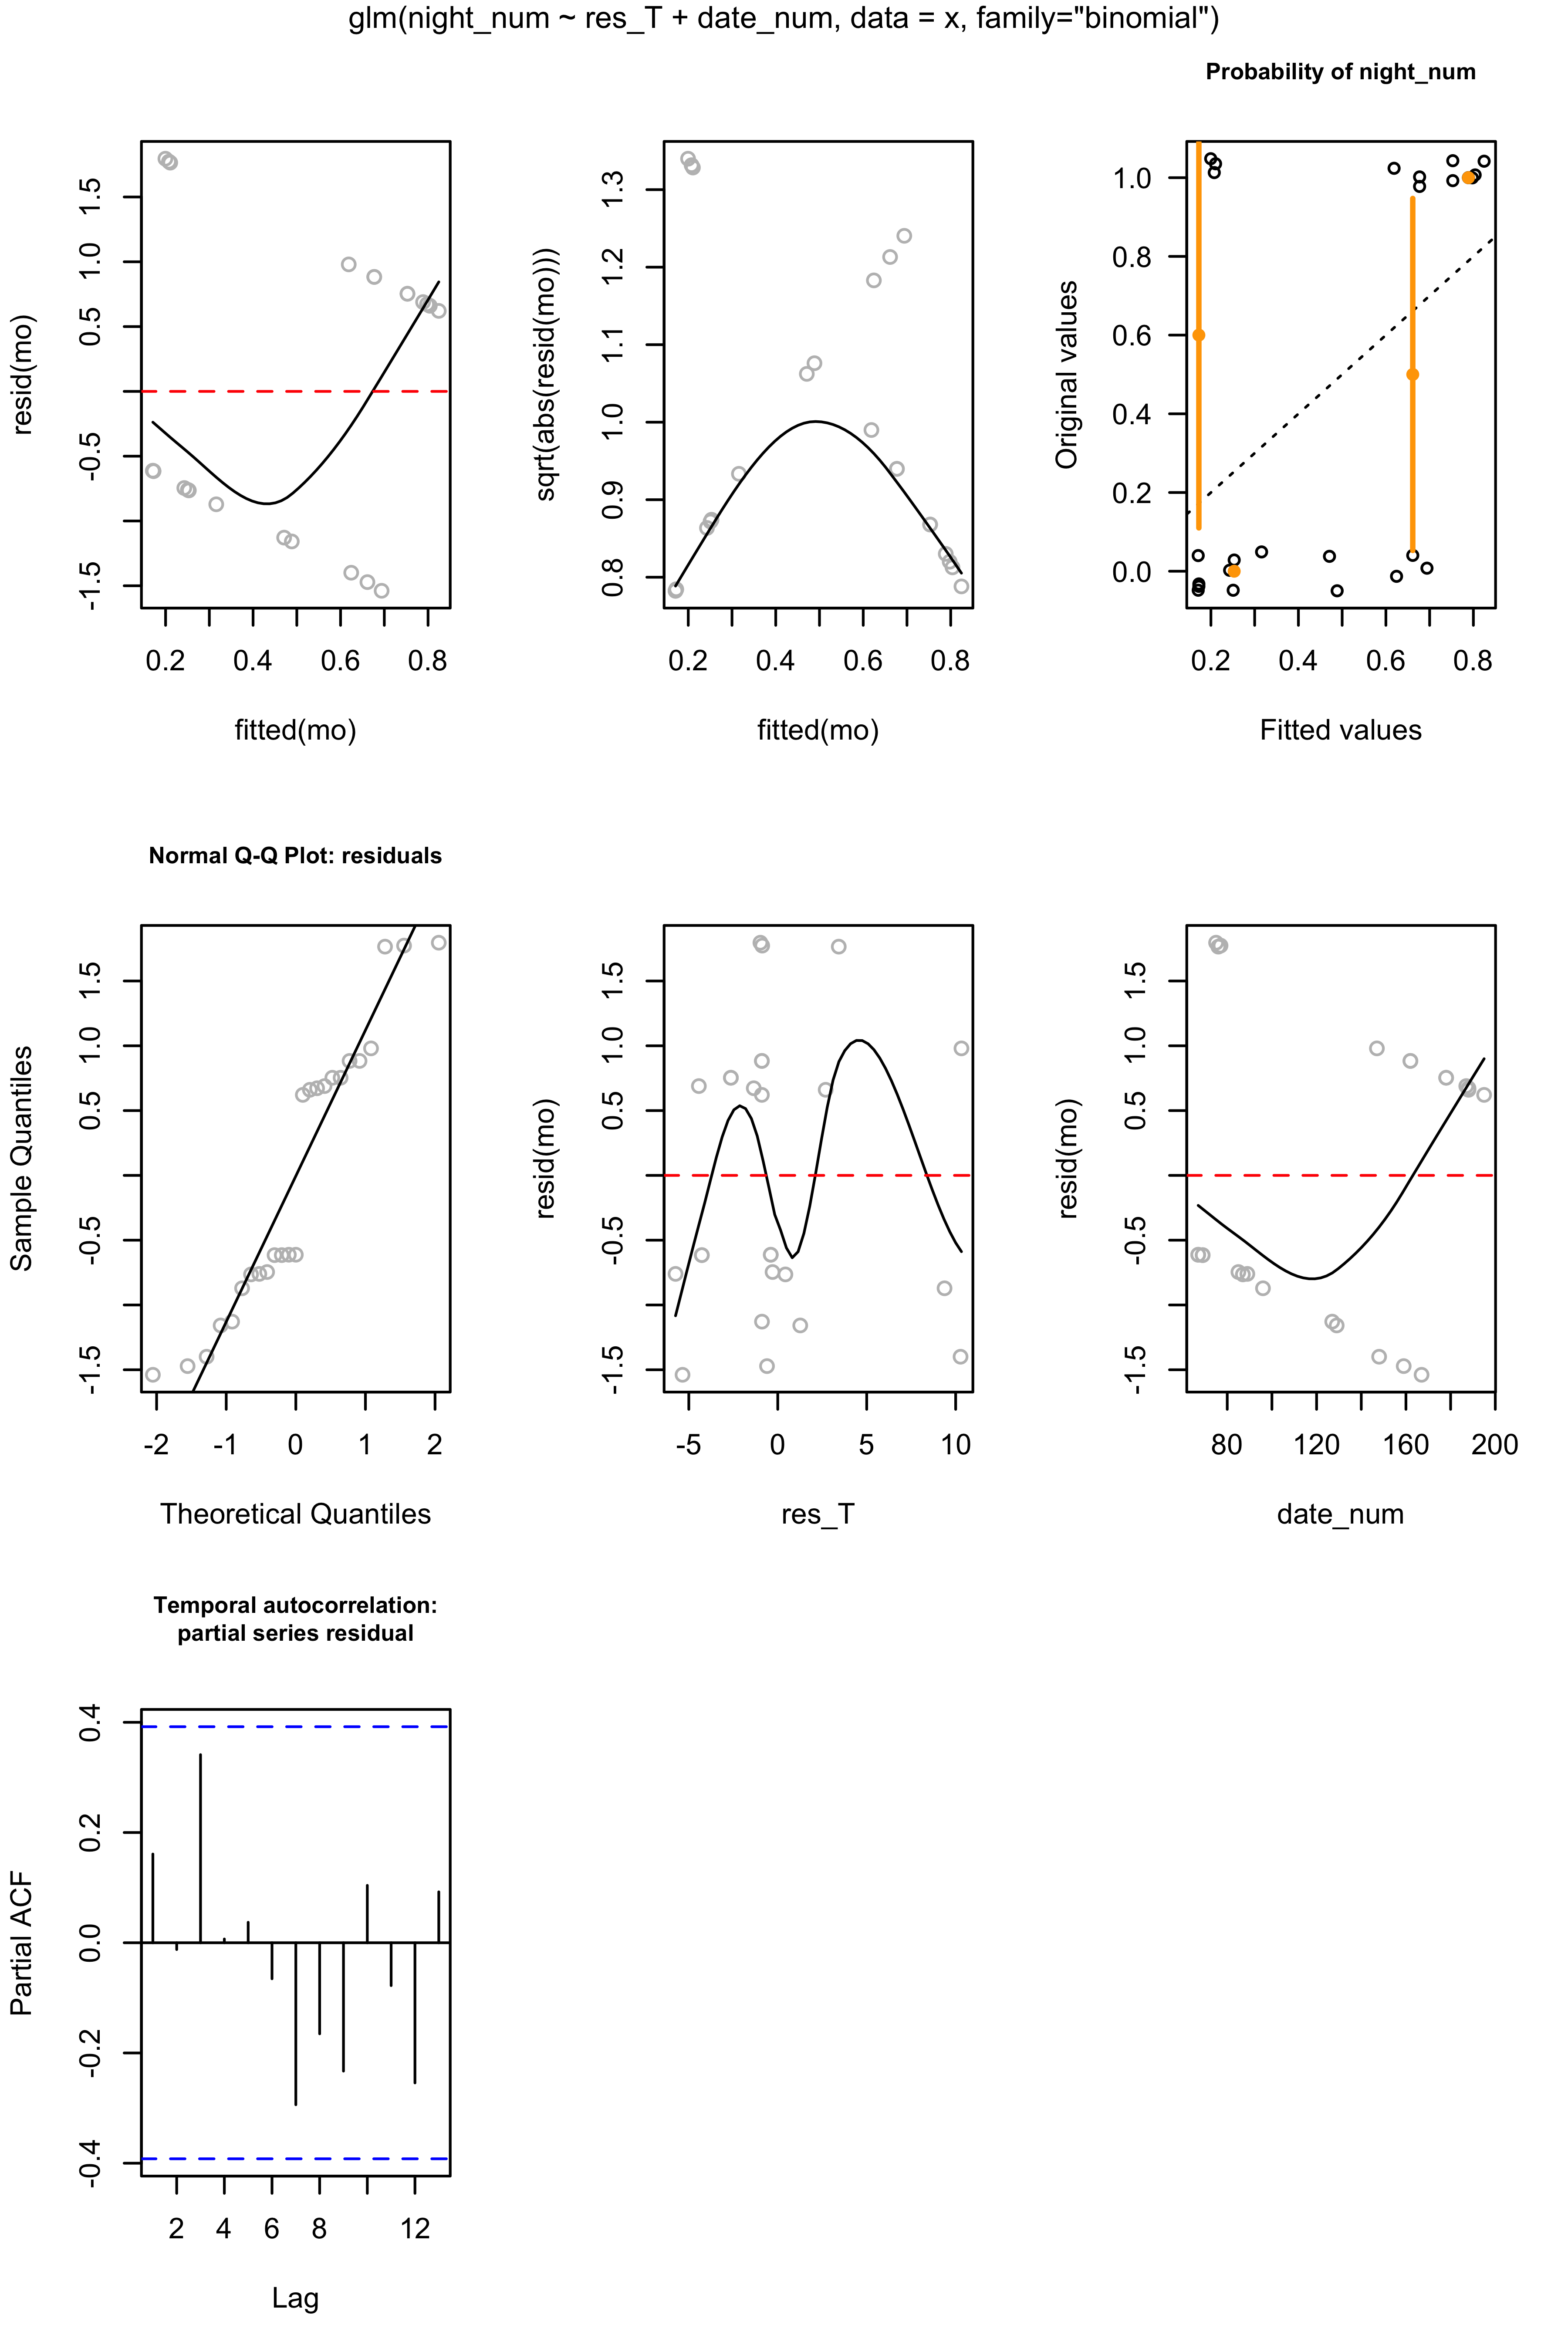 glm(night_num ~ res_T + date_num, data = x, family="binomial")
resid(mo)
-1.5 -0.5 0.5 1.0 1.5
0.2 0.4 0.6 0.8
fitted(mo)
sqrt(abs(resid(mo)))
0.8 0.9 1.0 1.1 1.2 1.3
0.2 0.4 0.6 0.8
fitted(mo)
Probability of night_num
Original values
0.0 0.2 0.4 0.6 0.8 1.0
0.2 0.4 0.6 0.8
Fitted values
Normal Q-Q Plot: residuals
Sample Quantiles
-1.5 -0.5 0.5 1.0 1.5
-2 -1 0 1 2
Theoretical Quantiles
resid(mo)
-1.5 -0.5 0.5 1.0 1.5
-5 0 5 10
res_T
resid(mo)
-1.5 -0.5 0.5 1.0 1.5
80 120 160 200
date_num
Temporal autocorrelation:
partial series residual
Partial ACF
-0.4 -0.2 0.0 0.2 0.4
2 4 6 8 12
Lag